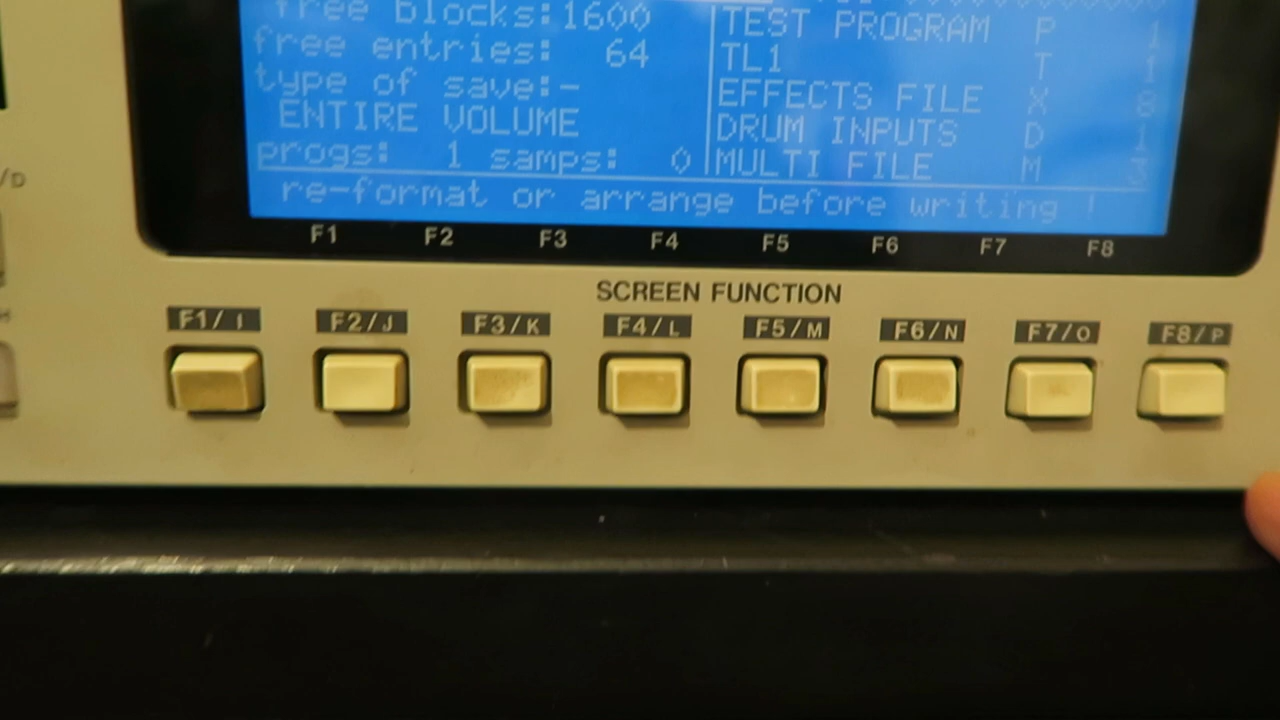 free blocks:1600
free entries: 64
type of save:-
ENTIRE VOLUME
progs: 1 samps: 0
TEST PROGRAM P 1
TL1 T 1
EFFECTS FILE X 8
DRUM INPUTS D 1
MULTI FILE M 3
re-format or arrange before writing !
F1 F2 F3 F4 F5 F6 F7 F8
SCREEN FUNCTION
F1/I F2/J F3/K F4/L F5/M F6/N F7/O F8/P
/D
H